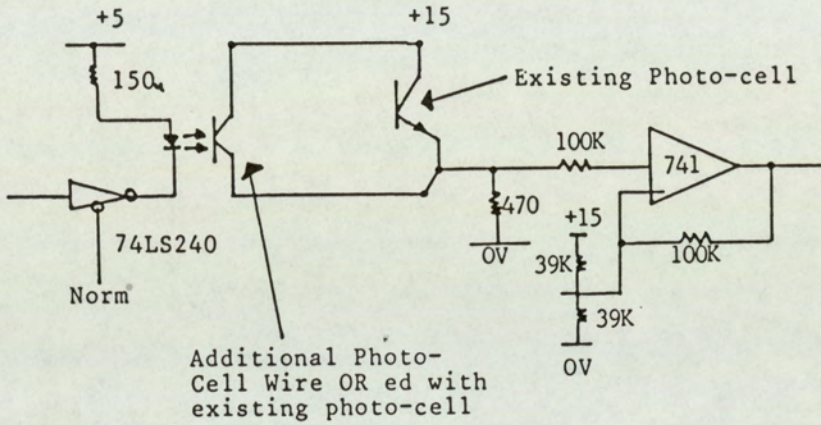 +5
+15
150Ω
Existing Photo-cell
100K
741
470
+15
74LS240
0V
39K
100K
Norm
39K
0V
Additional Photo-
Cell Wire OR ed with
existing photo-cell